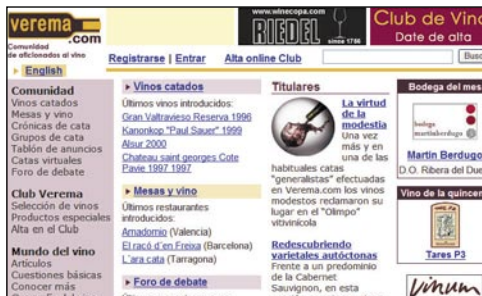 verema
.com
Comunidad
de aficionados al vino
English
www.winecopa.com
RIEDEL
since 1756
Club de Vino
Date de alta
Registrarse | Entrar
Alta online Club
Comunidad
Vinos catados
Mesas y vino
Crónicas de cata
Grupos de cata
Tablón de anuncios
Catas virtuales
Foro de debate
Club Verema
Selección de vinos
Productos especiales
Alta en el Club
Mundo del vino
Artículos
Cuestiones básicas
Conocer más
Vinos catados
Últimos vinos introducidos:
Gran Valtravieso Reserva 1996
Kanonkop "Paul Sauer" 1999
Alsur 2000
Chateau saint georges Cote
Pavie 1997 1997
Mesas y vino
Últimos restaurantes
introducidos:
Amadomio (Valencia)
El racó d'en Freixa (Barcelona)
L'ara cata (Tarragona)
Foro de debate
Titulares
La virtud
de la
modestia
Una vez
más y en
una de las
habituales catas
"generalistas" efectuadas
en Verema.com los vinos
modestos reclamaron su
lugar en el "Olimpo"
vitivinícola
Redescubriendo
varietales autóctonas
Frente a un predominio
de la Cabernet
Sauvignon, en esta
Bodega del mes
bodega
martínberdugo
Martín Berdugo
D.O. Ribera del Due
Vino de la quincen
Tares P3
vinum